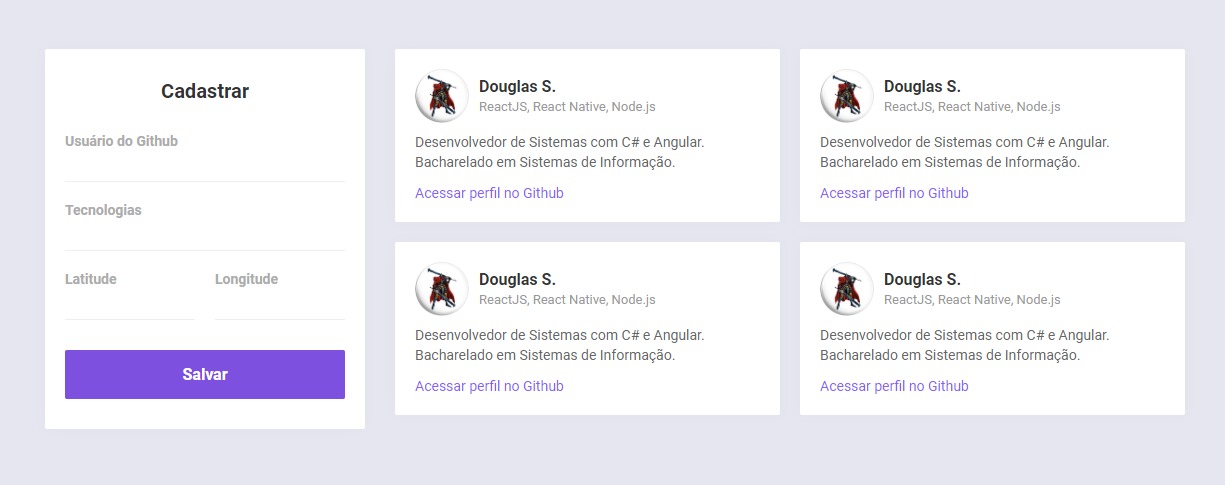 Cadastrar
Usuário do Github
Tecnologias
Latitude
Longitude
Salvar
Douglas S.
ReactJS, React Native, Node.js
Desenvolvedor de Sistemas com C# e Angular.
Bacharelado em Sistemas de Informação.
Acessar perfil no Github
Douglas S.
ReactJS, React Native, Node.js
Desenvolvedor de Sistemas com C# e Angular.
Bacharelado em Sistemas de Informação.
Acessar perfil no Github
Douglas S.
ReactJS, React Native, Node.js
Desenvolvedor de Sistemas com C# e Angular.
Bacharelado em Sistemas de Informação.
Acessar perfil no Github
Douglas S.
ReactJS, React Native, Node.js
Desenvolvedor de Sistemas com C# e Angular.
Bacharelado em Sistemas de Informação.
Acessar perfil no Github